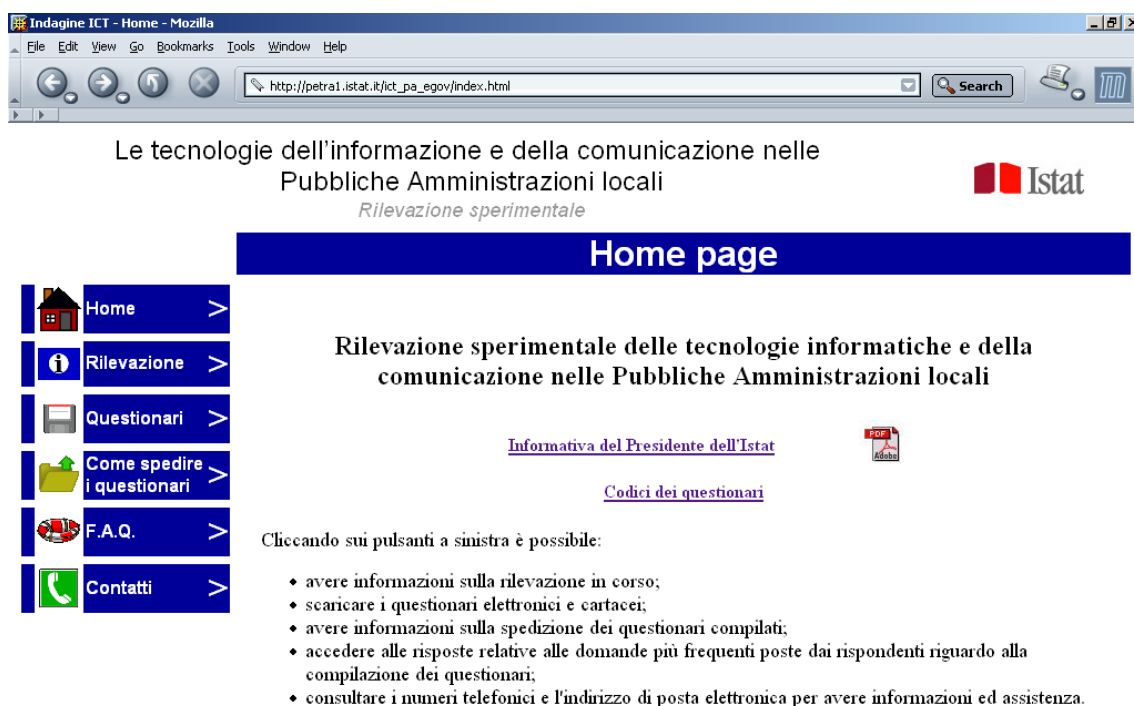 Indagine ICT - Home - Mozilla
File Edit View Go Bookmarks Tools Window Help
http://petra1.istat.it/ict_pa_egov/index.html Search
Le tecnologie dell'informazione e della comunicazione nelle
Pubbliche Amministrazioni locali
Rilevazione sperimentale
Istat
Home page
Home >
Rilevazione >
Questionari >
Come spedire
i questionari >
F.A.Q. >
Contatti >
Rilevazione sperimentale delle tecnologie informatiche e della
comunicazione nelle Pubbliche Amministrazioni locali
Informativa del Presidente dell'Istat
PDF
Adobe
Codici dei questionari
Cliccando sui pulsanti a sinistra è possibile:
• avere informazioni sulla rilevazione in corso;
• scaricare i questionari elettronici e cartacei;
• avere informazioni sulla spedizione dei questionari compilati;
• accedere alle risposte relative alle domande più frequenti poste dai rispondenti riguardo alla
compilazione dei questionari;
• consultare i numeri telefonici e l'indirizzo di posta elettronica per avere informazioni ed assistenza.